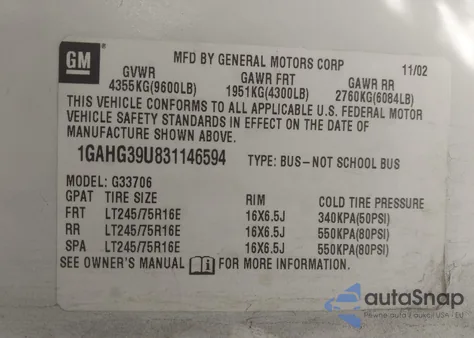 GM
MFD BY GENERAL MOTORS CORP 11/02
GVWR GAWR FRT GAWR RR
4355KG(9600LB) 1951KG(4300LB) 2760KG(6084LB)
THIS VEHICLE CONFORMS TO ALL APPLICABLE U.S. FEDERAL MOTOR
VEHICLE SAFETY STANDARDS IN EFFECT ON THE DATE OF
MANUFACTURE SHOWN ABOVE.
1GAHG39U831146594 TYPE: BUS–NOT SCHOOL BUS
MODEL: G33706
GPAT TIRE SIZE RIM COLD TIRE PRESSURE
FRT LT245/75R16E 16X6.5J 340KPA(50PSI)
RR LT245/75R16E 16X6.5J 550KPA(80PSI)
SPA LT245/75R16E 16X6.5J 550KPA(80PSI)
SEE OWNER'S MANUAL FOR MORE INFORMATION.
autoSnap
Pewne auta z USA i EU